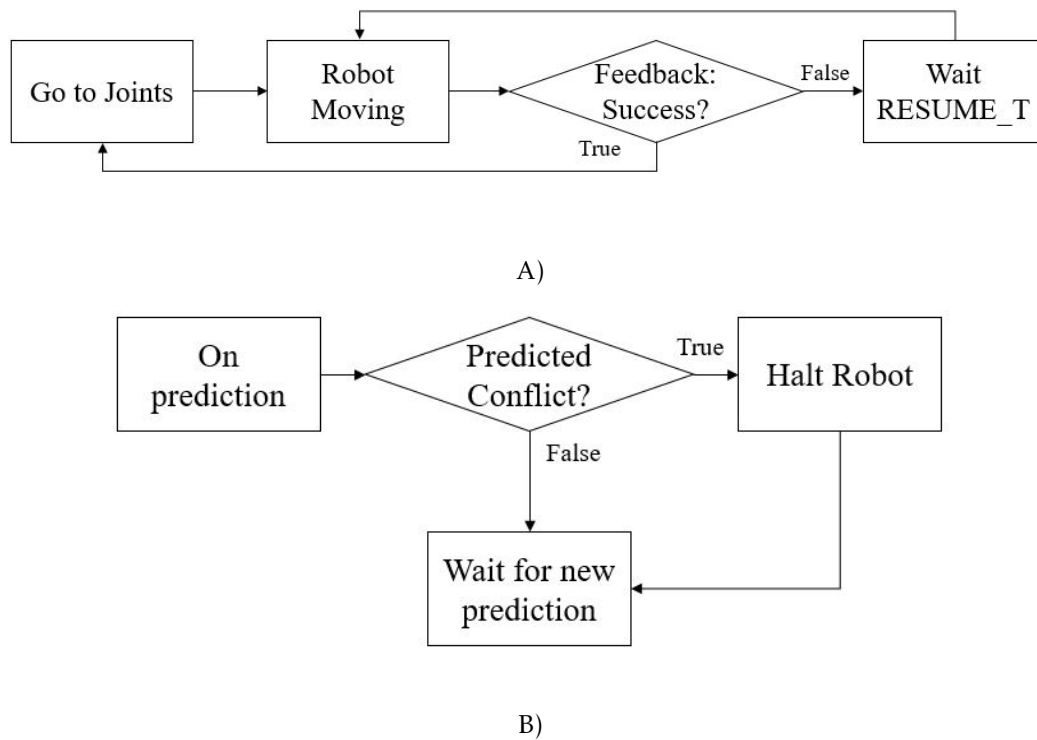 Go to Joints
Robot
Moving
Feedback:
Success?
False
True
Wait
RESUME_T
A)
On
prediction
Predicted
Conflict?
True
False
Halt Robot
Wait for new
prediction
B)